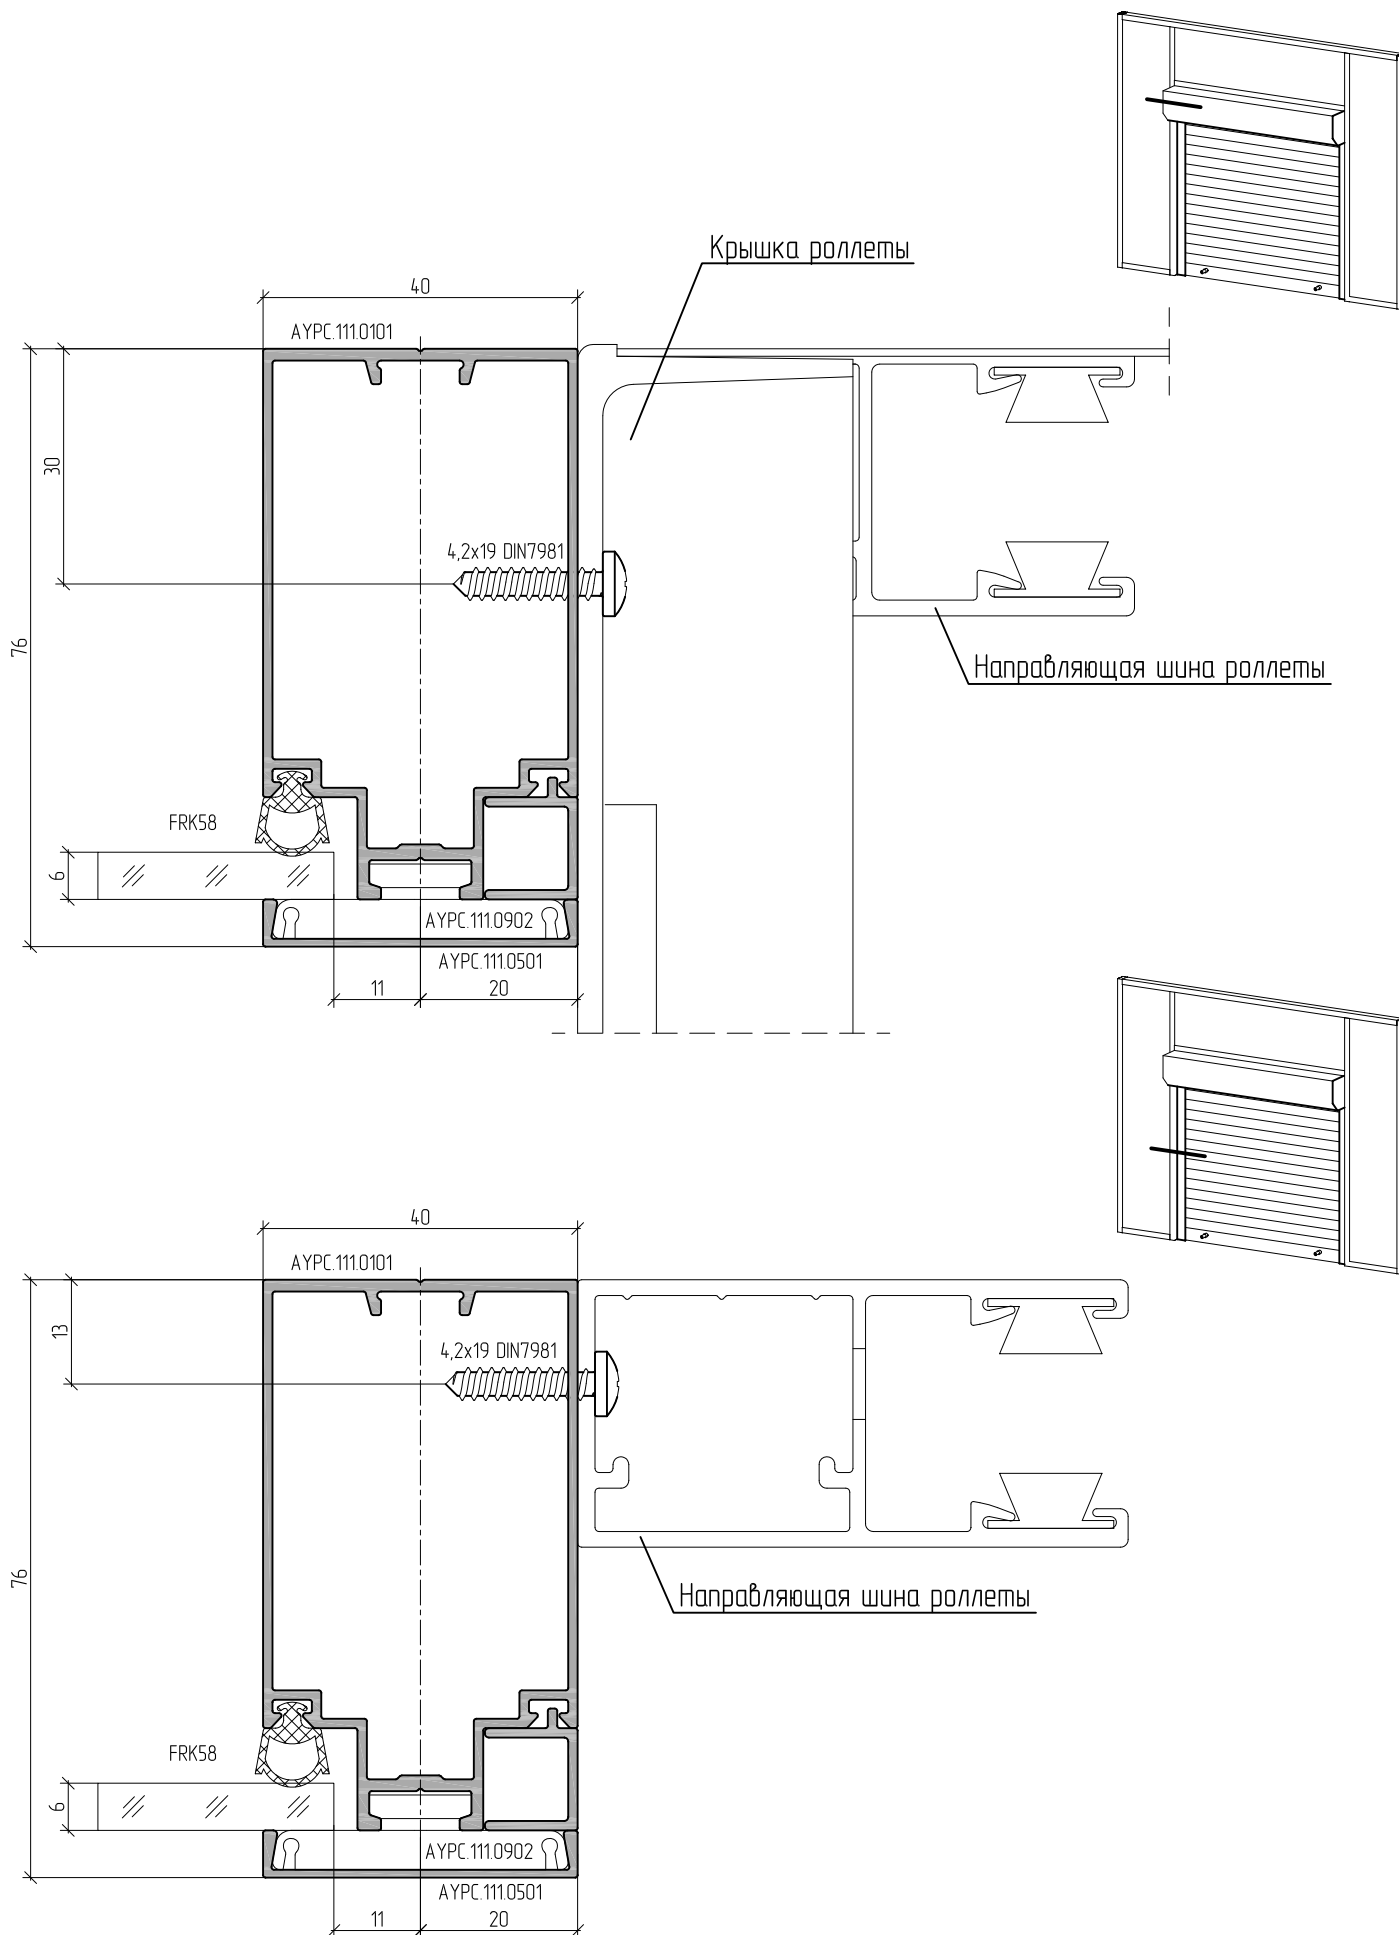 Крышка роллеты
40
AYPC.111.0101
30
4,2x19 DIN7981
76
Направляющая шина роллеты
FRK58
6
AYPC.111.0902
AYPC.111.0501
11
20
40
AYPC.111.0101
13
4,2x19 DIN7981
76
Направляющая шина роллеты
FRK58
6
AYPC.111.0902
AYPC.111.0501
11
20